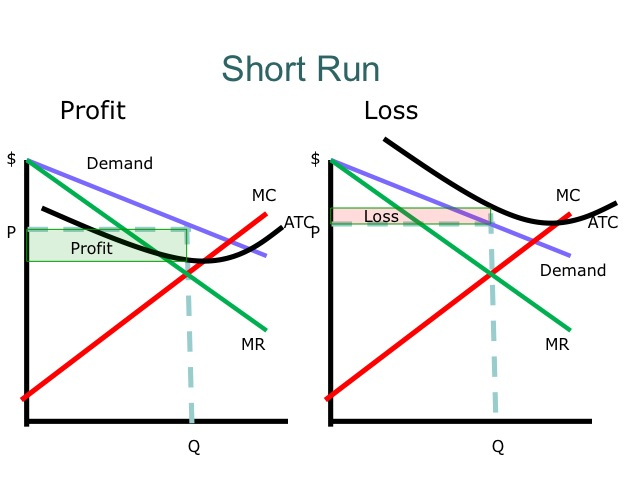 Short Run
Profit
$
Demand
MC
P
ATC
Profit
MR
Q
Loss
$
MC
Loss
P
ATC
Demand
MR
Q